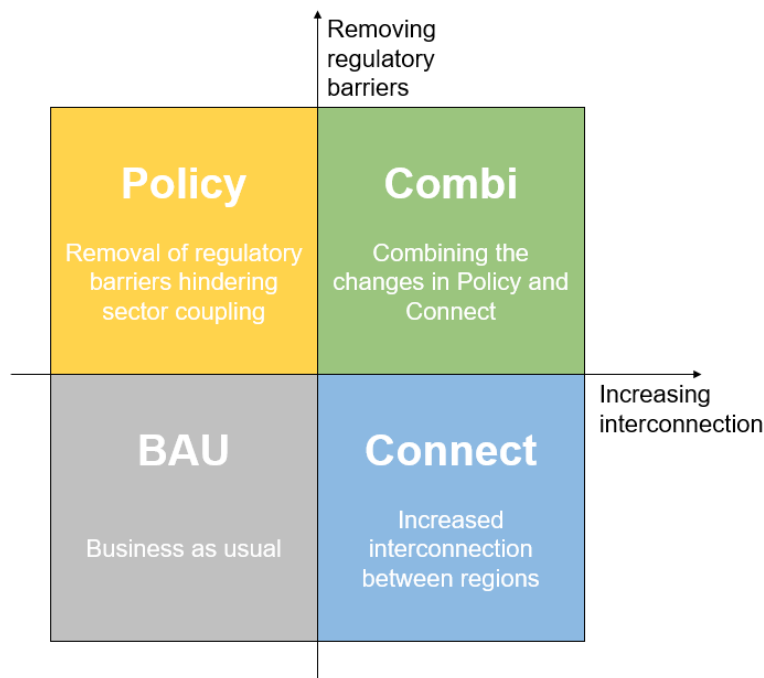 Removing
regulatory
barriers
Policy
Removal of regulatory
barriers hindering
sector coupling
Combi
Combining the
changes in Policy and
Connect
Increasing
interconnection
BAU
Business as usual
Connect
Increased
interconnection
between regions